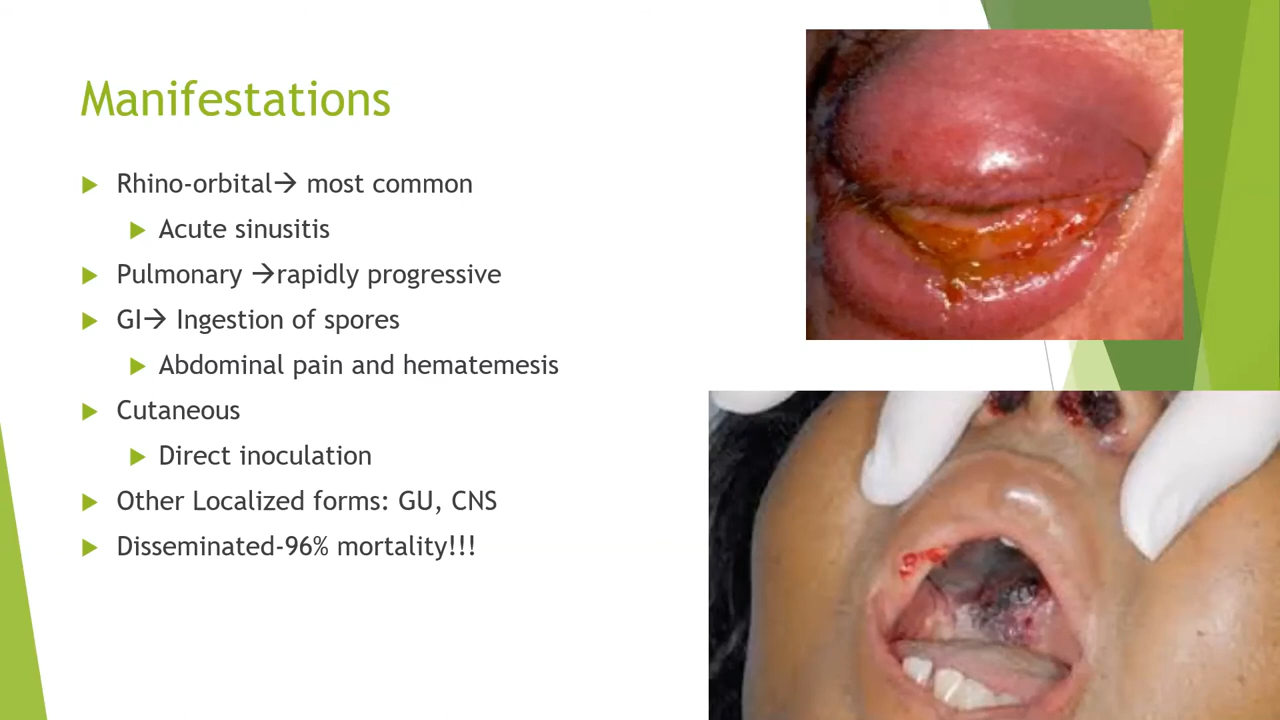 Manifestations
Rhino-orbital→ most common
Acute sinusitis
Pulmonary →rapidly progressive
GI→ Ingestion of spores
Abdominal pain and hematemesis
Cutaneous
Direct inoculation
Other Localized forms: GU, CNS
Disseminated-96% mortality!!!